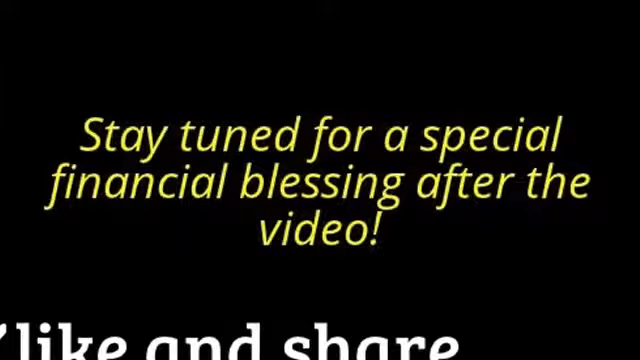 Stay tuned for a special
financial blessing after the
video!
like and share